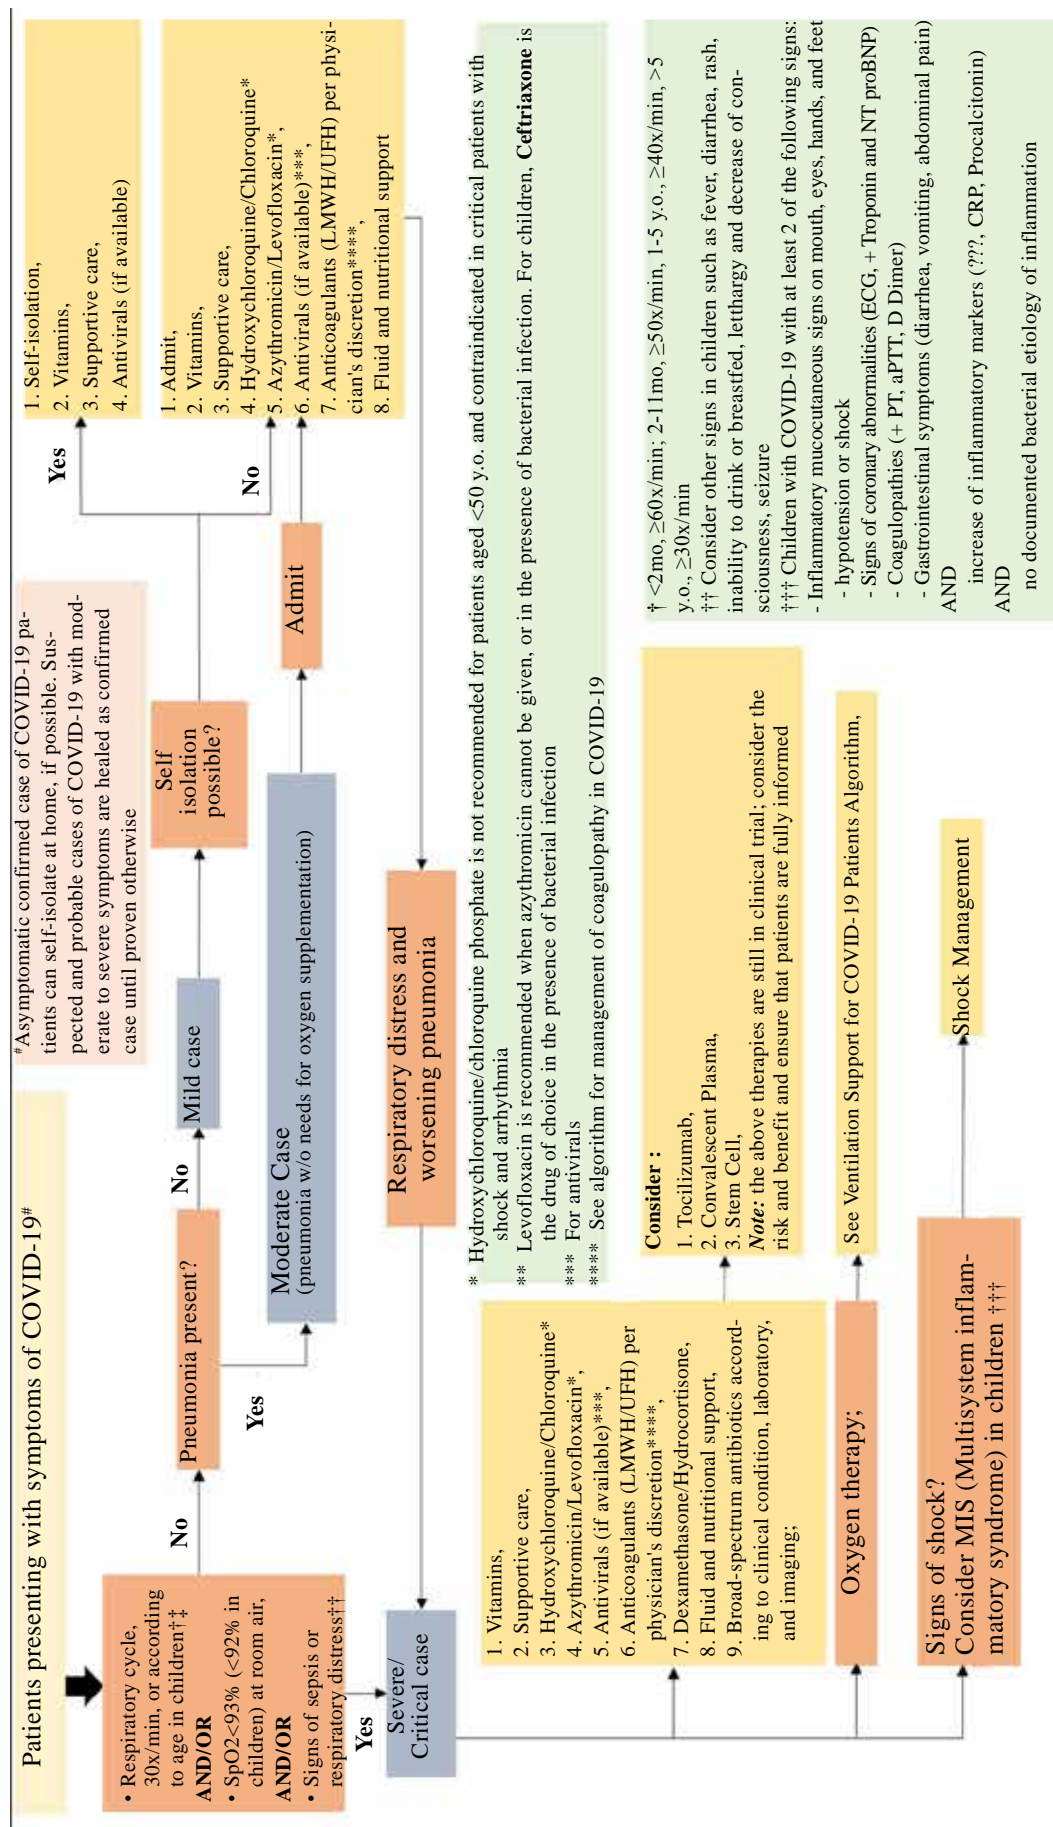 Patients presenting with symptoms of COVID-19#
#Asymptomatic confirmed case of COVID-19 pa-
tients can self-isolate at home, if possible. Sus-
pected and probable cases of COVID-19 with mod-
erate to severe symptoms are healed as confirmed
case until proven otherwise
• Respiratory cycle,
30x/min, or according
to age in children†‡
AND/OR
• SpO2<93% (<92% in
children) at room air,
AND/OR
• Signs of sepsis or
respiratory distress††
No
Pneumonia present?
No
Mild case
Self
isolation
possible?
Yes
1. Self-isolation,
2. Vitamins,
3. Supportive care,
4. Antivirals (if available)
No
Yes
Moderate Case
(pneumonia w/o needs for oxygen supplementation)
Admit
1. Admit,
2. Vitamins,
3. Supportive care,
4. Hydroxychloroquine/Chloroquine*
5. Azythromicin/Levofloxacin*,
6. Antivirals (if available)***,
7. Anticoagulants (LMWH/UFH) per physi-
cian's discretion****,
8. Fluid and nutritional support
Yes
Severe/
Critical case
Respiratory distress and
worsening pneumonia
* Hydroxychloroquine/chloroquine phosphate is not recommended for patients aged <50 y.o. and contraindicated in critical patients with
shock and arrhythmia
** Levofloxacin is recommended when azythromicin cannot be given, or in the presence of bacterial infection. For children, Ceftriaxone is
the drug of choice in the presence of bacterial infection
*** For antivirals
**** See algorithm for management of coagulopathy in COVID-19
1. Vitamins,
2. Supportive care,
3. Hydroxychloroquine/Chloroquine*
4. Azythromicin/Levofloxacin*,
5. Antivirals (if available)***,
6. Anticoagulants (LMWH/UFH) per
physician's discretion****,
7. Dexamethasone/Hydrocortisone,
8. Fluid and nutritional support,
9. Broad-spectrum antbiotics accord-
ing to clinical condition, laboratory,
and imaging;
Consider :
1. Tocilizumab,
2. Convalescent Plasma,
3. Stem Cell,
Note: the above therapies are still in clinical trial; consider the
risk and benefit and ensure that patients are fully informed
Oxygen therapy;
See Ventilation Support for COVID-19 Patients Algorithm,
Signs of shock?
Consider MIS (Multisystem inflam-
matory syndrome) in children †††
Shock Management
† <2mo, ≥60x/min; 2-11mo, ≥50x/min, 1-5 y.o., ≥40x/min, >5
y.o., ≥30x/min
†† Consider other signs in children such as fever, diarrhea, rash,
inability to drink or breastfed, letthargy and decrease of con-
sciousness, seizure
††† Children with COVID-19 with at least 2 of the following signs:
- Inflammatory mucocutaneous signs on mouth, eyes, hands, and feet
- hypotension or shock
- Signs of coronary abnormalities (ECG, + Troponin and NT proBNP)
- Coagulopathies (+ PT, aPTT, D Dimer)
- Gastrointestinal symptoms (diarrhea, vomiting, abdominal pain)
AND
increase of inflammatory markers (???, CRP, Procalcitonin)
AND
no documented bacterial etiology of inflammation